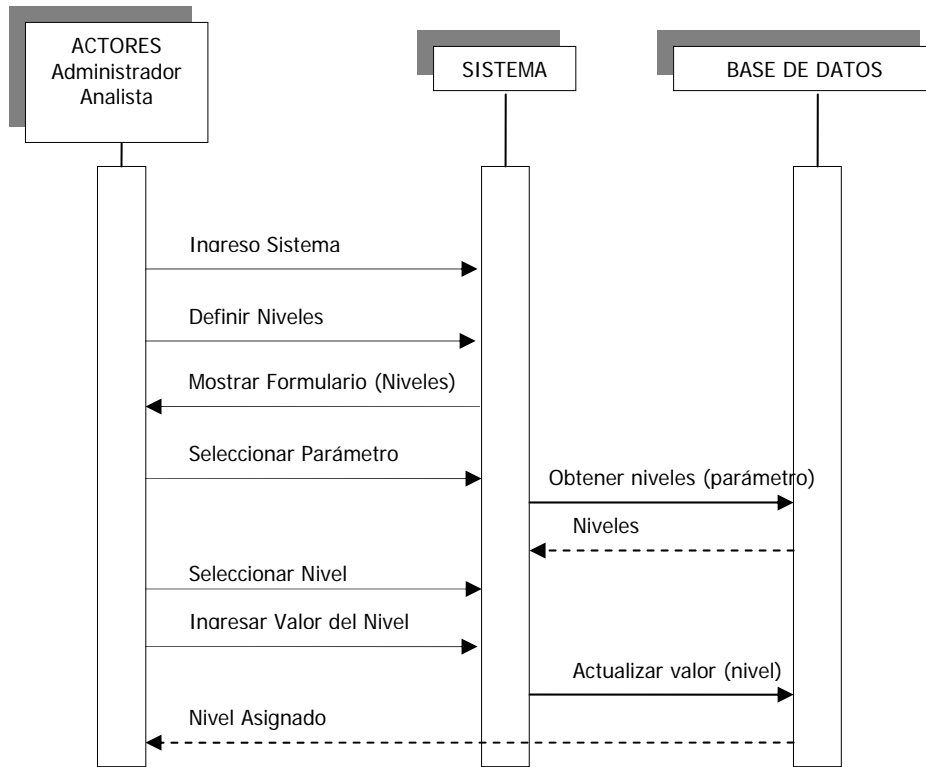 ACTORES
Administrador
Analista
SISTEMA
BASE DE DATOS
Ingreso Sistema
Definir Niveles
Mostrar Formulario (Niveles)
Seleccionar Parámetro
Obtener niveles (parámetro)
Niveles
Seleccionar Nivel
Ingresar Valor del Nivel
Actualizar valor (nivel)
Nivel Asignado